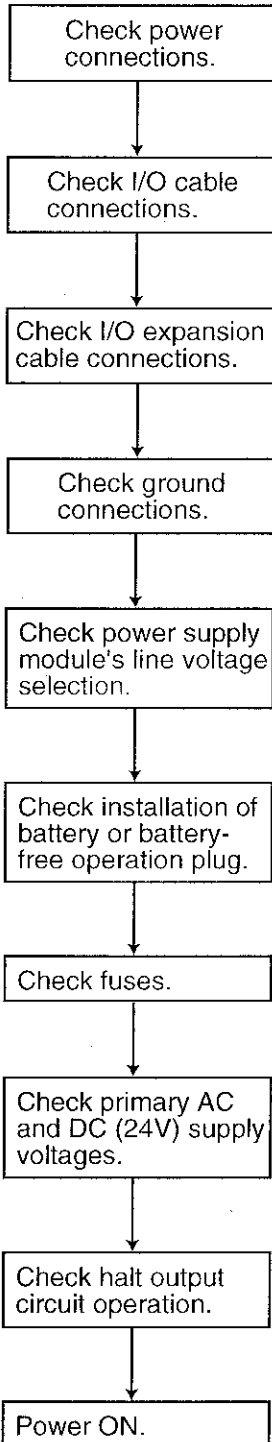 Check power
connections.
Check I/O cable
connections.
Check I/O expansion
cable connections.
Check ground
connections.
Check power supply
module's line voltage
selection.
Check installation of
battery or battery-
free operation plug.
Check fuses.
Check primary AC
and DC (24V) supply
voltages.
Check halt output
circuit operation.
Power ON.